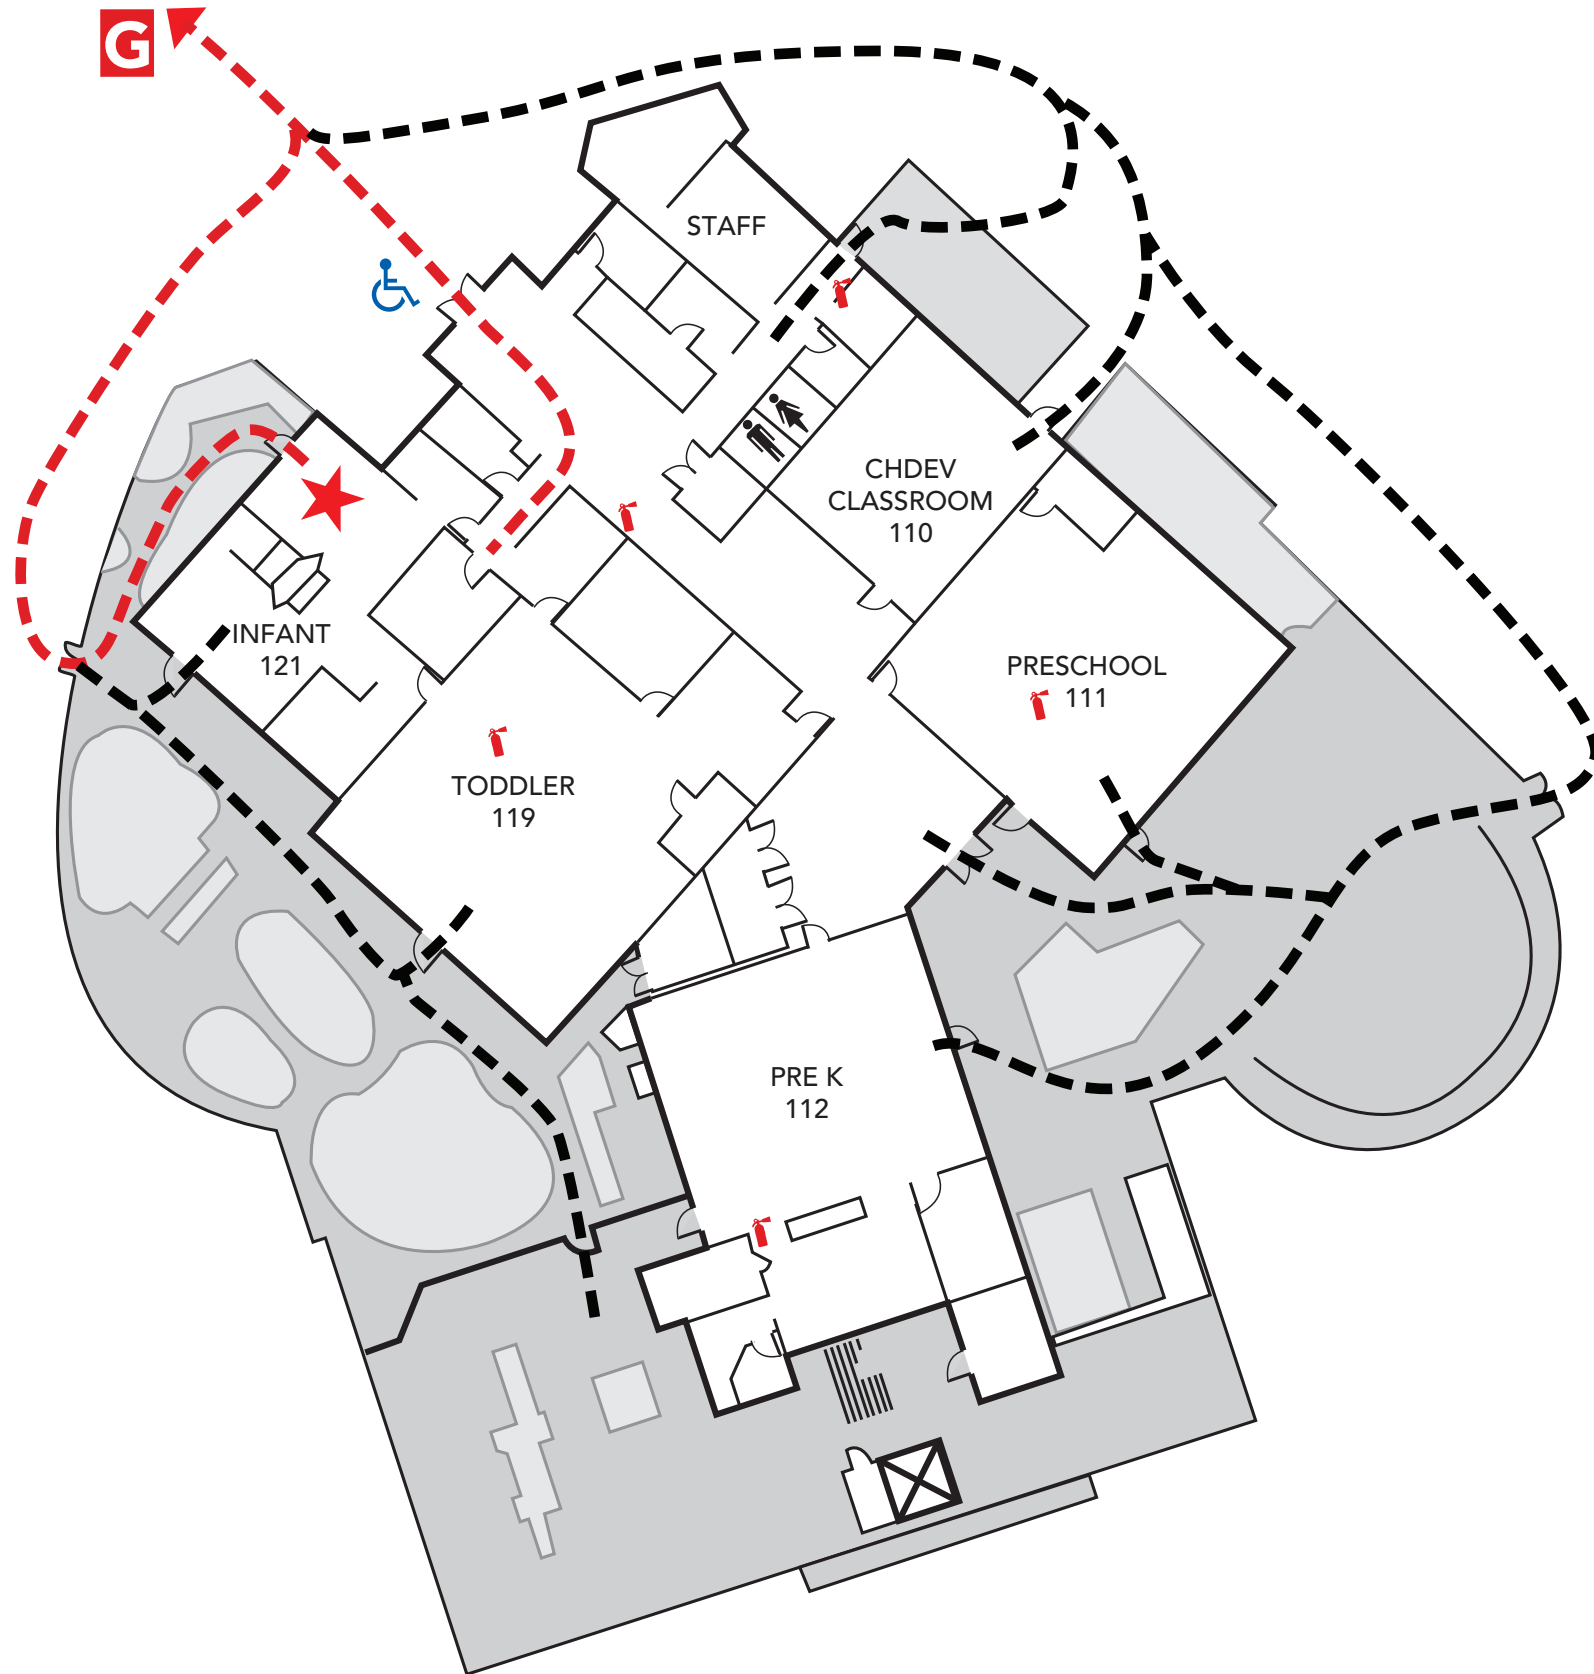 G
STAFF
CHDEV
CLASSROOM
110
INFANT
121
PRESCHOOL
111
TODDLER
119
PRE K
112